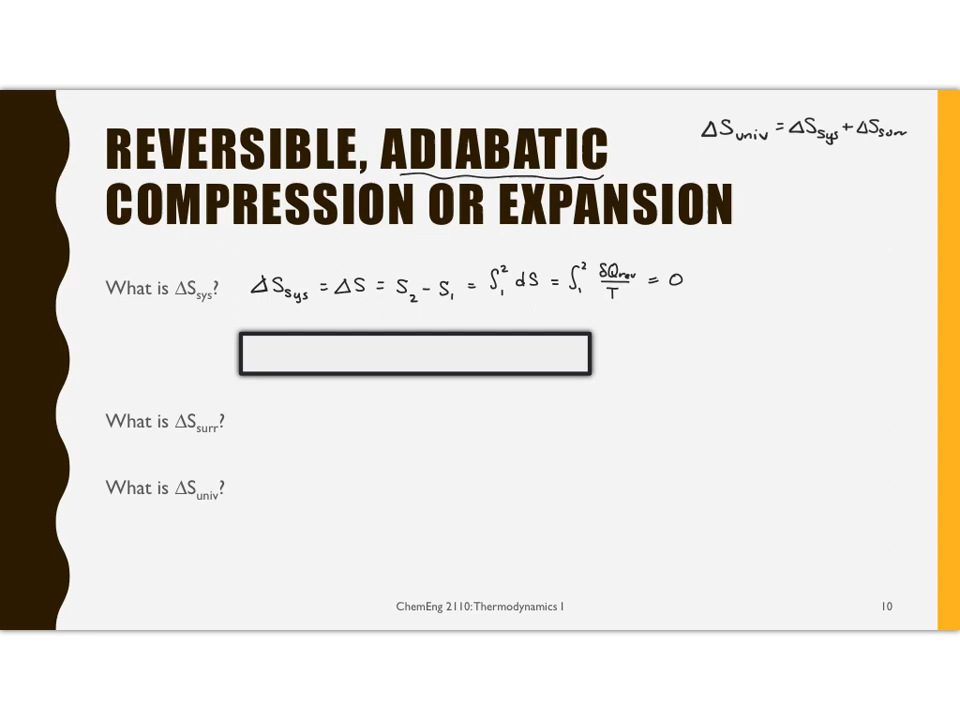 ΔS_univ = ΔS_sys + ΔS_surr
REVERSIBLE, ADIABATIC
COMPRESSION OR EXPANSION
What is ΔS_sys? ΔS_sys = ΔS = S_2 - S_1 = ∫_1^2 dS = ∫_1^2 δQ_rev/T = 0
What is ΔS_surr?
What is ΔS_univ?
ChemEng 2110: Thermodynamics I 10